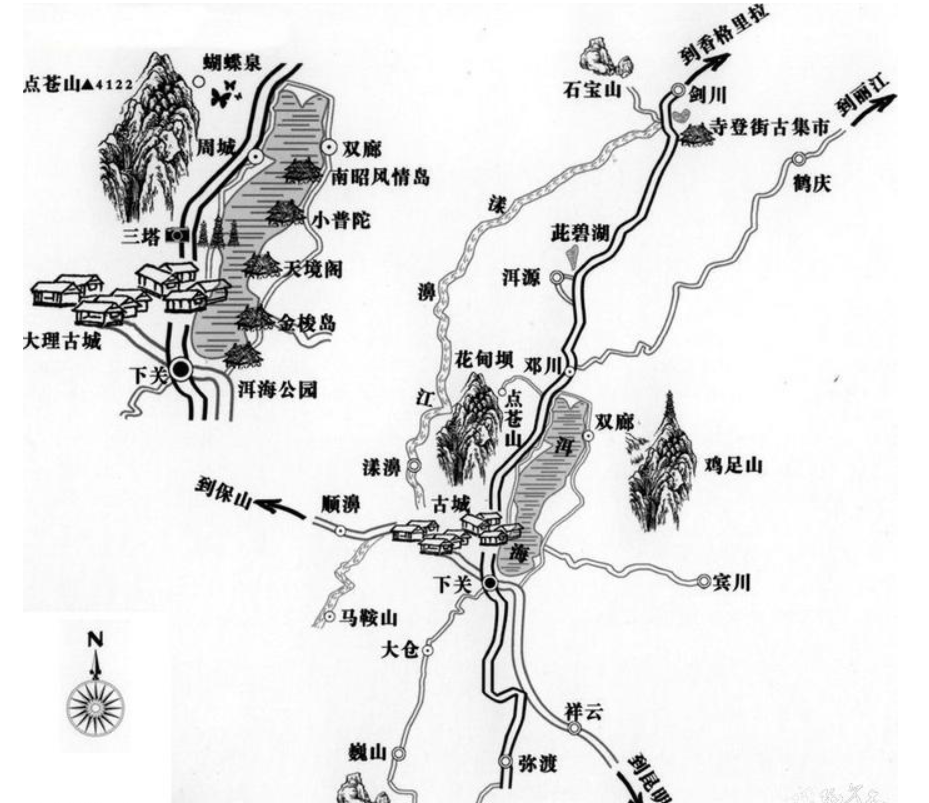 蝴蝶泉
点苍山▲4122
周城
双廊
南昭风情岛
小普陀
三塔
天境阁
金梭岛
大理古城
下关
洱海公园
到香格里拉
石宝山
剑川
到丽江
寺登街古集市
鹤庆
漾
濞
江
茈碧湖
洱源
花甸坝
邓川
点苍山
双廊
洱
海
鸡足山
漾濞
到保山
顺濞
古城
下关
宾川
马鞍山
大仓
N
祥云
巍山
弥渡
到昆明